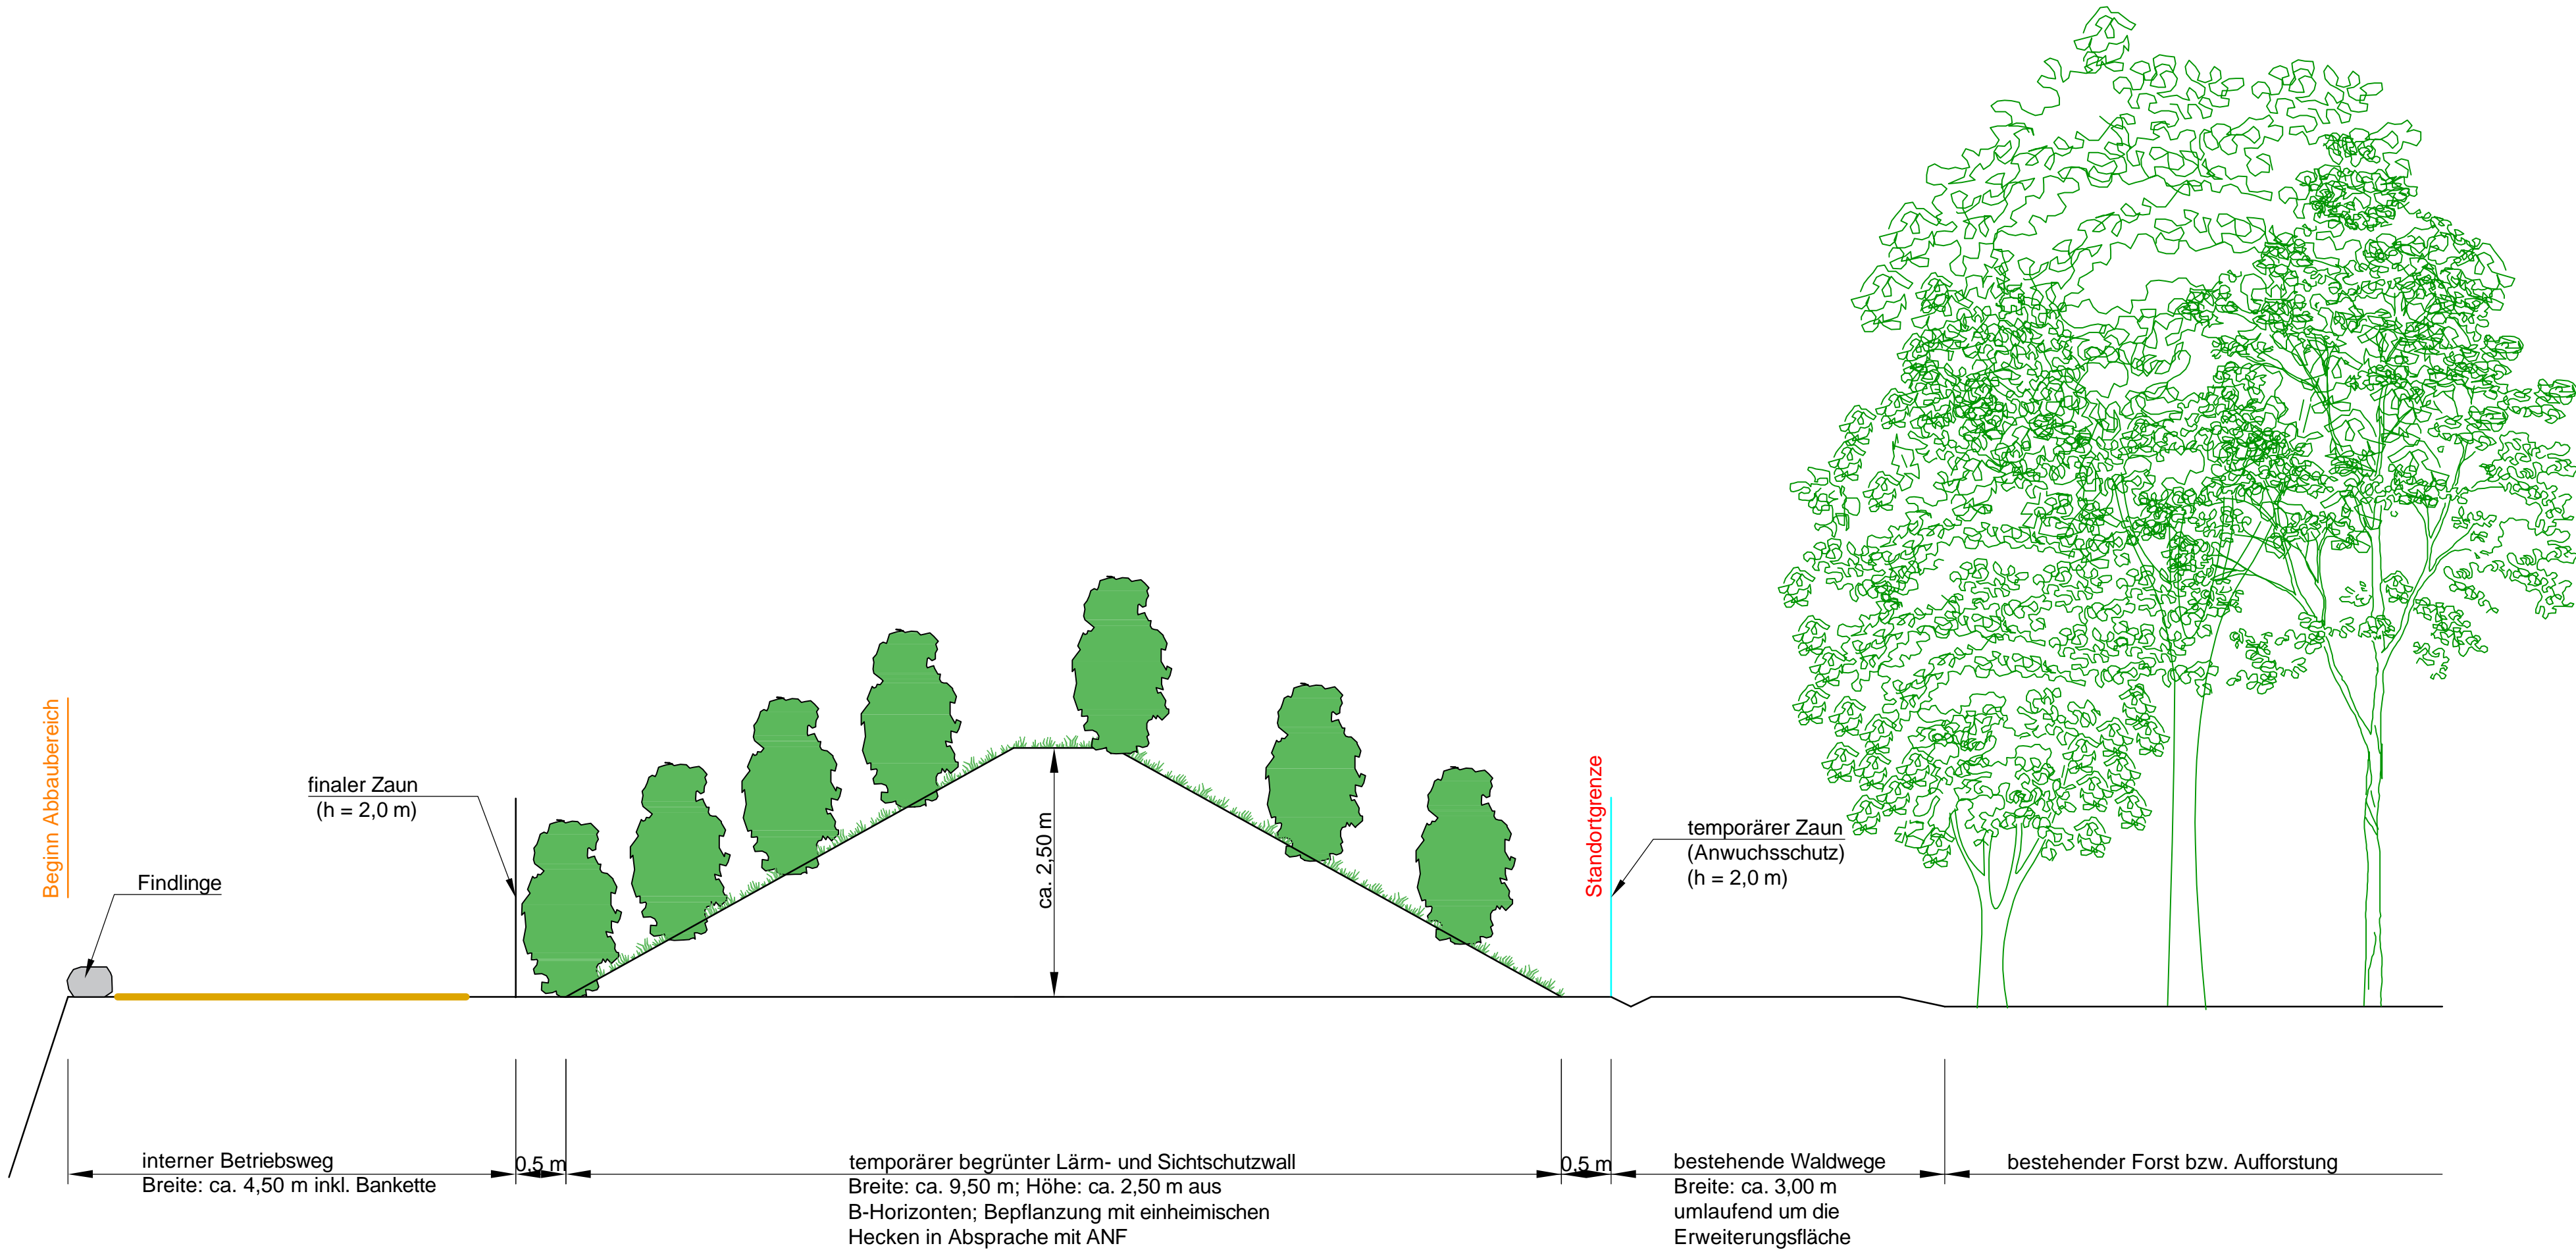 Beginn Abbaubereich
Findlinge
finaler Zaun
(h = 2,0 m)
ca. 2,50 m
Standortgrenze
temporärer Zaun
(Anwuchsschutz)
(h = 2,0 m)
interner Betriebsweg
Breite: ca. 4,50 m inkl. Bankette
0,5 m
temporärer begrünter Lärm- und Sichtschutzwall
Breite: ca. 9,50 m; Höhe: ca. 2,50 m aus
B-Horizonten; Bepflanzung mit einheimischen
Hecken in Absprache mit ANF
0,5 m
bestehende Waldwege
Breite: ca. 3,00 m
umlaufend um die
Erweiterungsfläche
bestehender Forst bzw. Aufforstung